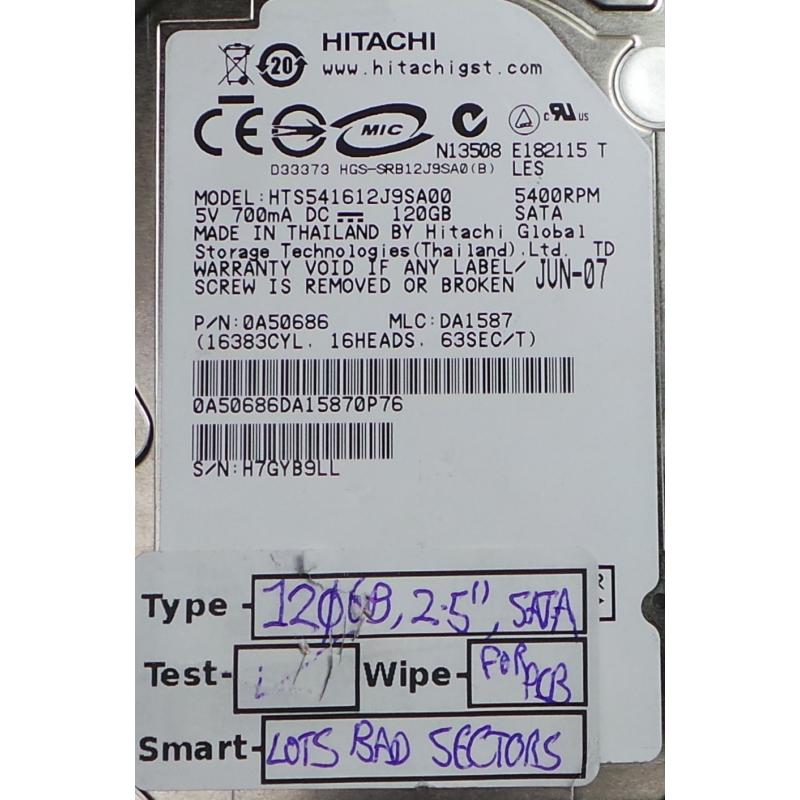 HITACHI
20
www.hitachigst.com
CE MIC c RU us
N13508 E182115 T
D33373 HGS-SRB12J9SA0(B) LES
MODEL:HTS541612J9SA00 5400RPM
5V 700mA DC 120GB SATA
MADE IN THAILAND BY Hitachi Global
Storage Technologies(Thailand).Ltd. TD
WARRANTY VOID IF ANY LABEL/ JUN-07
SCREW IS REMOVED OR BROKEN
P/N:0A50686 MLC:DA1587
(16383CYL. 16HEADS. 63SEC/T)
0A50686DA15870P76
S/N:H7GYB9LL
Type - 120GB, 2.5", SATA
Test- Wipe- FOR PCB
Smart- LOTS BAD SECTORS